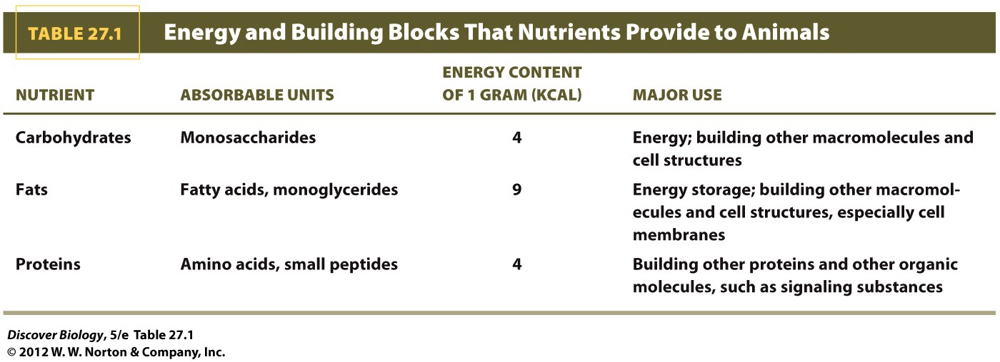 TABLE 27.1 Energy and Building Blocks That Nutrients Provide to Animals
ENERGY CONTENT
NUTRIENT ABSORBABLE UNITS OF 1 GRAM (KCAL) MAJOR USE
Carbohydrates Monosaccharides 4 Energy; building other macromolecules and
cell structures
Fats Fatty acids, monoglycerides 9 Energy storage; building other macromol-
ecules and cell structures, especially cell
membranes
Proteins Amino acids, small peptides 4 Building other proteins and other organic
molecules, such as signaling substances
Discover Biology, 5/e Table 27.1
© 2012 W. W. Norton & Company, Inc.